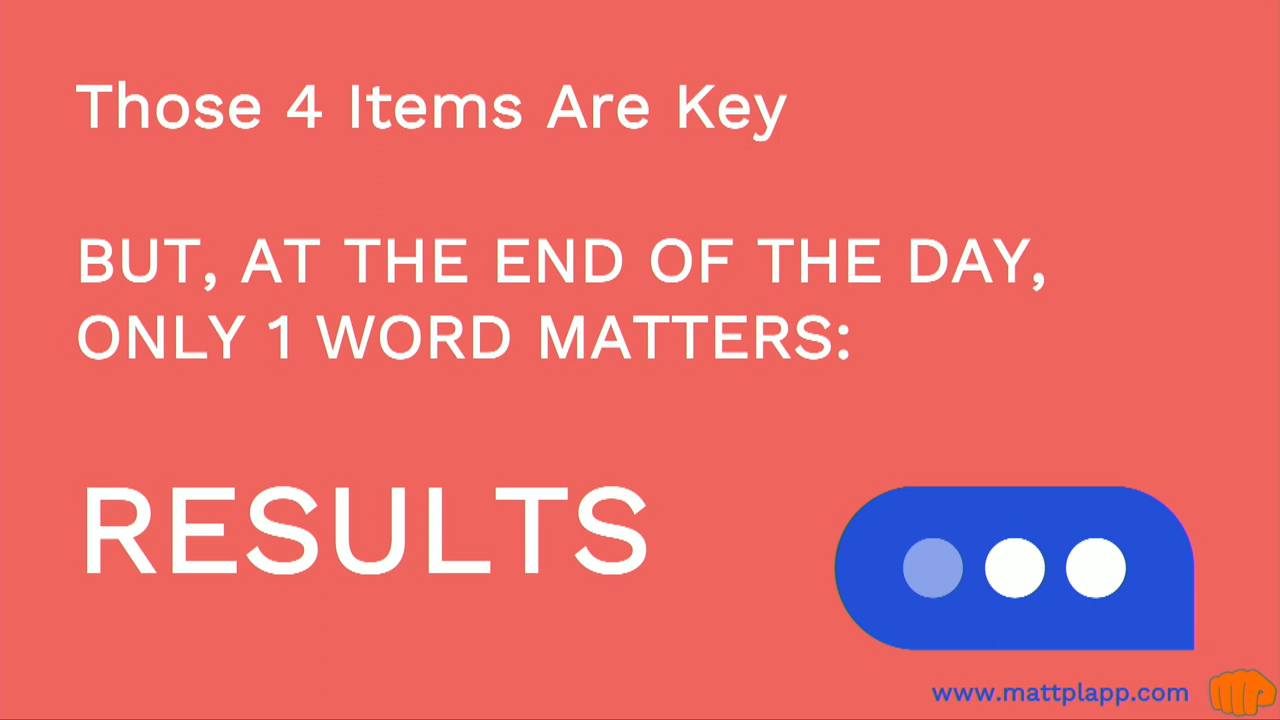 Those 4 Items Are Key
BUT, AT THE END OF THE DAY,
ONLY 1 WORD MATTERS:
RESULTS
www.mattplapp.com